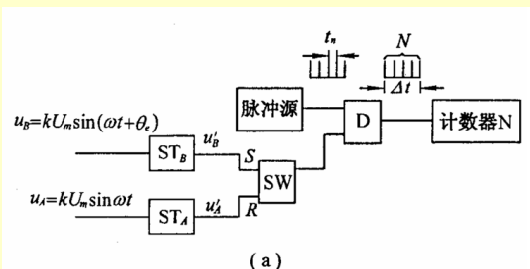 tₙ
N
Δt
脉冲源
D
计数器N
u_B=kU_m sin(ωt+θ_e)
ST_B
u'_B
S
SW
u_A=kU_m sinωt
ST_A
u'_A
R
(a)